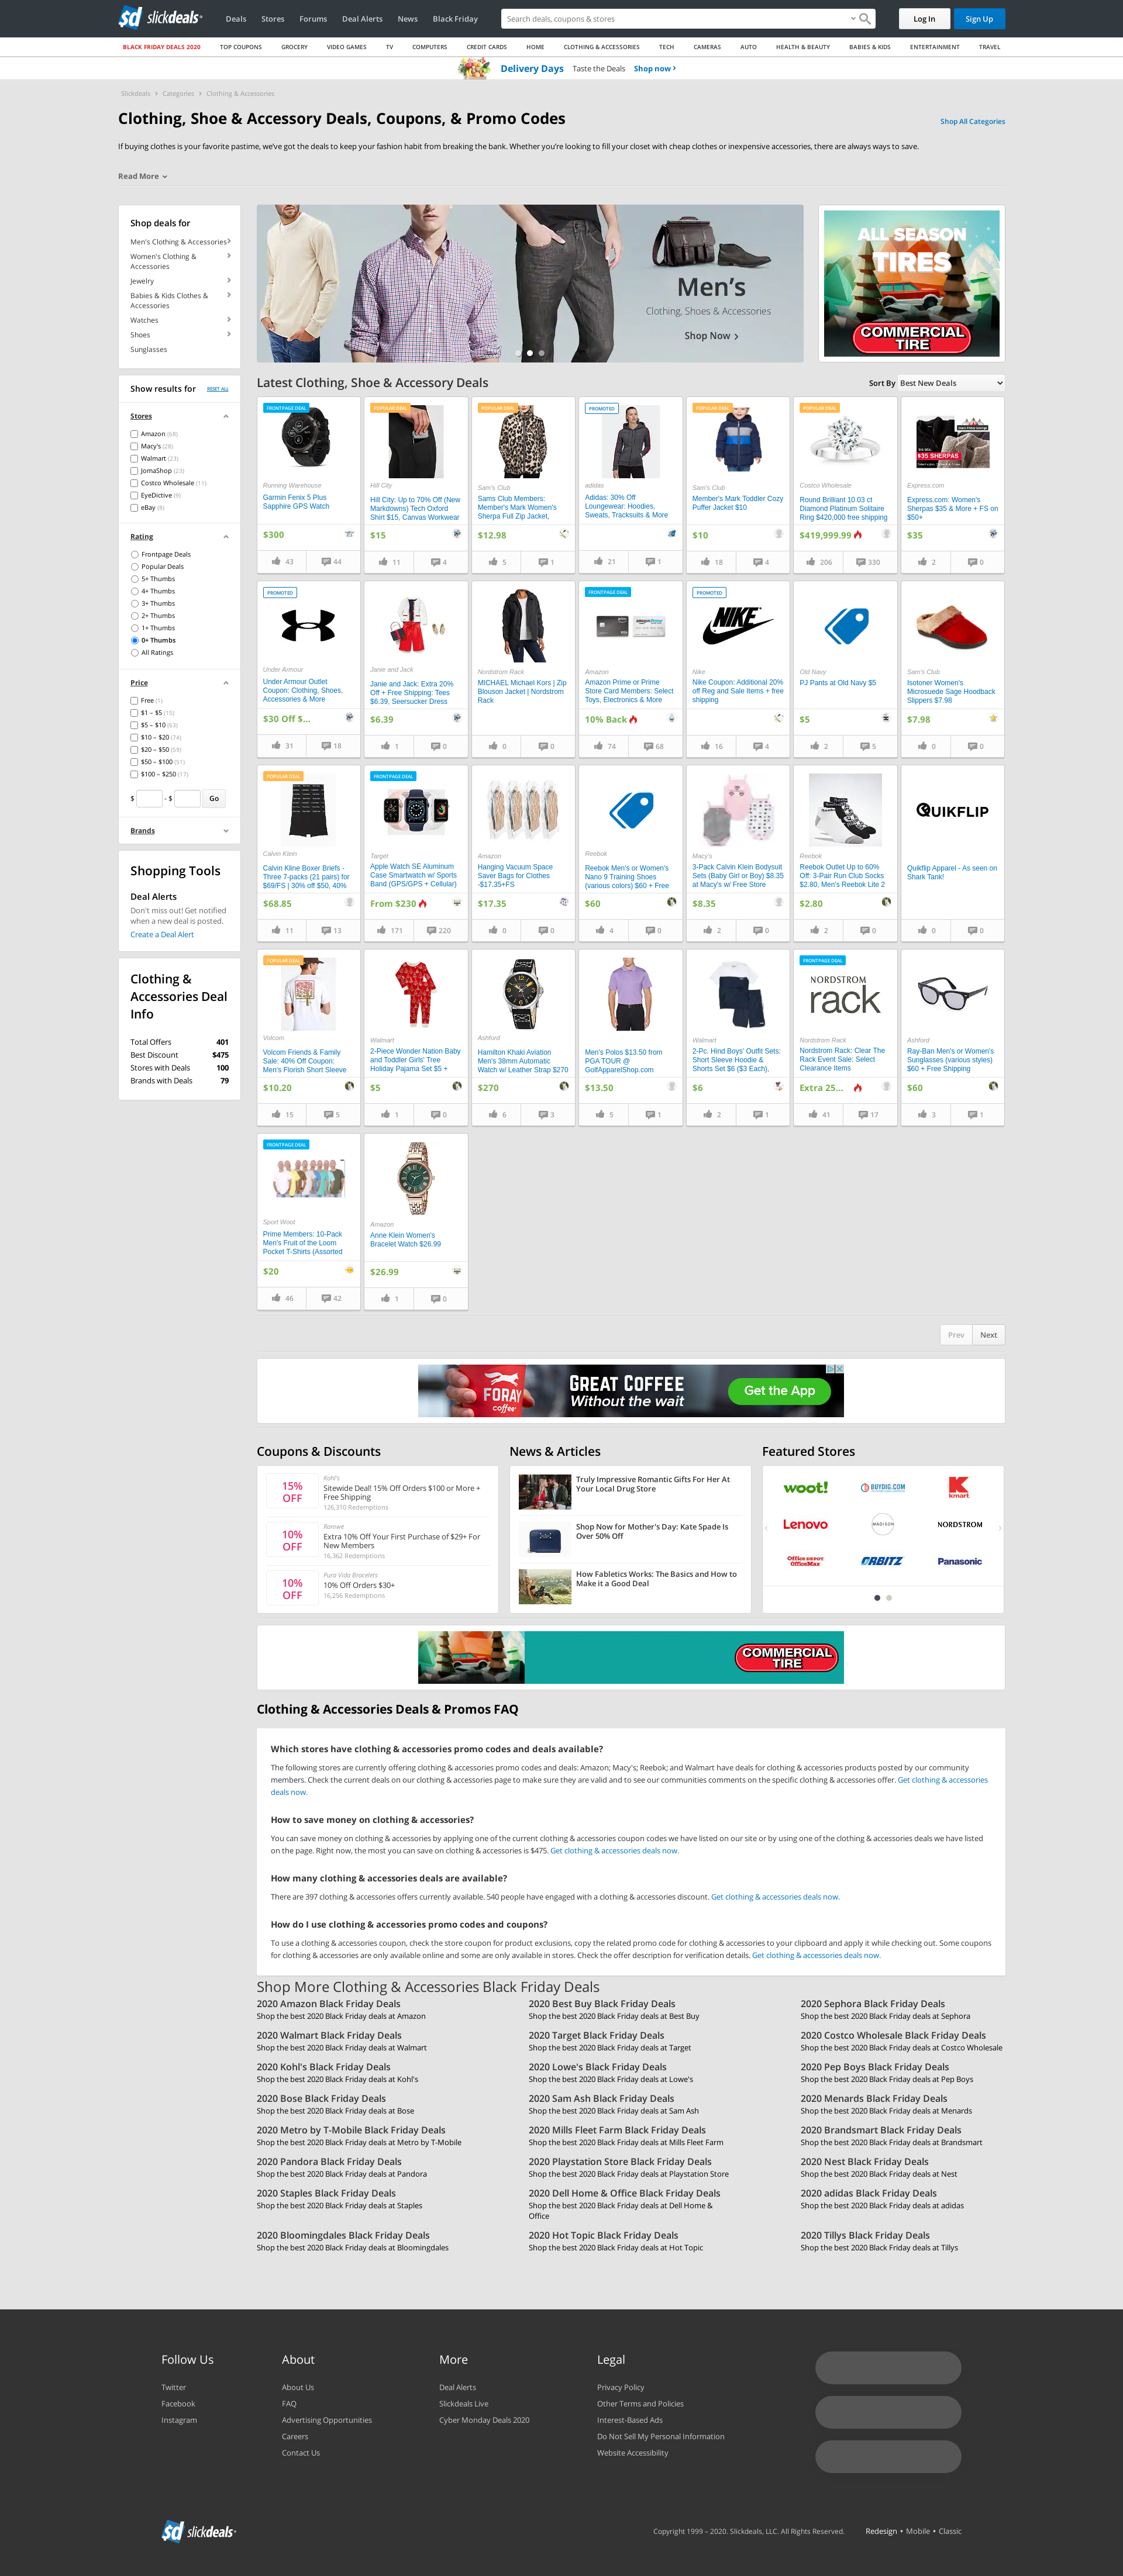 sd slickdeals
Deals Stores Forums Deal Alerts News Black Friday
Search deals, coupons & stores
Log In Sign Up
BLACK FRIDAY DEALS 2020 TOP COUPONS GROCERY VIDEO GAMES TV COMPUTERS CREDIT CARDS HOME CLOTHING & ACCESSORIES TECH CAMERAS AUTO HEALTH & BEAUTY BABIES & KIDS ENTERTAINMENT TRAVEL
Delivery Days Taste the Deals Shop now
Slickdeals Categories Clothing & Accessories
Clothing, Shoe & Accessory Deals, Coupons, & Promo Codes
Shop All Categories
If buying clothes is your favorite pastime, we've got the deals to keep your fashion habit from breaking the bank. Whether you're looking to fill your closet with cheap clothes or inexpensive accessories, there are always ways to save.
Read More
Shop deals for
Men's Clothing & Accessories
Women's Clothing &
Accessories
Jewelry
Babies & Kids Clothes &
Accessories
Watches
Shoes
Sunglasses
Show results for RESET ALL
Stores
Amazon (68)
Macy's (28)
Walmart (23)
JomaShop (23)
Costco Wholesale (11)
EyeDictive (9)
eBay (8)
Rating
Frontpage Deals
Popular Deals
5+ Thumbs
4+ Thumbs
3+ Thumbs
2+ Thumbs
1+ Thumbs
0+ Thumbs
All Ratings
Price
Free (1)
$1 – $5 (15)
$5 – $10 (63)
$10 – $20 (74)
$20 – $50 (59)
$50 – $100 (51)
$100 – $250 (17)
$ - $ Go
Brands
Shopping Tools
Deal Alerts
Don't miss out! Get notified
when a new deal is posted.
Create a Deal Alert
Clothing &
Accessories Deal
Info
Total Offers 401
Best Discount $475
Stores with Deals 100
Brands with Deals 79
Men's
Clothing, Shoes & Accessories
Shop Now
ALL SEASON
TIRES
COMMERCIAL
TIRE
Latest Clothing, Shoe & Accessory Deals
Sort By Best New Deals
FRONTPAGE DEAL
Running Warehouse
Garmin Fenix 5 Plus
Sapphire GPS Watch
$300
43 44
POPULAR DEAL
Hill City
Hill City: Up to 70% Off (New
Markdowns) Tech Oxford
Shirt $15, Canvas Workwear
$15
11 4
POPULAR DEAL
Sam's Club
Sams Club Members:
Member's Mark Women's
Sherpa Full Zip Jacket,
$12.98
5 1
PROMOTED
adidas
Adidas: 30% Off
Loungewear: Hoodies,
Sweats, Tracksuits & More
21 1
POPULAR DEAL
Sam's Club
Member's Mark Toddler Cozy
Puffer Jacket $10
$10
18 4
POPULAR DEAL
Costco Wholesale
Round Brilliant 10.03 ct
Diamond Platinum Solitaire
Ring $420,000 free shipping
$419,999.99
206 330
$35 SHERPAS
Express.com
Express.com: Women's
Sherpas $35 & More + FS on
$50+
$35
2 0
PROMOTED
Under Armour
Under Armour Outlet
Coupon: Clothing, Shoes,
Accessories & More
$30 Off $...
31 18
Janie and Jack
Janie and Jack: Extra 20%
Off + Free Shipping: Tees
$6.39, Seersucker Dress
$6.39
1 0
Nordstrom Rack
MICHAEL Michael Kors | Zip
Blouson Jacket | Nordstrom
Rack
0 0
FRONTPAGE DEAL
Amazon
Amazon Prime or Prime
Store Card Members: Select
Toys, Electronics & More
10% Back
74 68
PROMOTED
NIKE
Nike
Nike Coupon: Additional 20%
off Reg and Sale Items + free
shipping
16 4
Old Navy
PJ Pants at Old Navy $5
$5
2 5
Sam's Club
Isotoner Women's
Microsuede Sage Hoodback
Slippers $7.98
$7.98
0 0
POPULAR DEAL
Calvin Klein
Calvin Kline Boxer Briefs -
Three 7-packs (21 pairs) for
$69/FS | 30% off $50, 40%
$68.85
11 13
FRONTPAGE DEAL
Target
Apple Watch SE Aluminum
Case Smartwatch w/ Sports
Band (GPS/GPS + Cellular)
From $230
171 220
Amazon
Hanging Vacuum Space
Saver Bags for Clothes
-$17.35+FS
$17.35
0 0
Reebok
Reebok Men's or Women's
Nano 9 Training Shoes
(various colors) $60 + Free
$60
4 0
Macy's
3-Pack Calvin Klein Bodysuit
Sets (Baby Girl or Boy) $8.35
at Macy's w/ Free Store
$8.35
2 0
Reebok
Reebok Outlet Up to 60%
Off: 3-Pair Run Club Socks
$2.80, Men's Reebok Lite 2
$2.80
2 0
QUIKFLIP
Quikflip Apparel - As seen on
Shark Tank!
0 0
POPULAR DEAL
Volcom
Volcom Friends & Family
Sale: 40% Off Coupon:
Men's Florish Short Sleeve
$10.20
15 5
Walmart
2-Piece Wonder Nation Baby
and Toddler Girls' Tree
Holiday Pajama Set $5 +
$5
1 0
Ashford
Hamilton Khaki Aviation
Men's 38mm Automatic
Watch w/ Leather Strap $270
$270
6 3
Men's Polos $13.50 from
PGA TOUR @
GolfApparelShop.com
$13.50
5 1
Walmart
2-Pc. Hind Boys' Outfit Sets:
Short Sleeve Hoodie &
Shorts Set $6 ($3 Each),
$6
2 1
FRONTPAGE DEAL
NORDSTROM
rack
Nordstrom Rack
Nordstrom Rack: Clear The
Rack Event Sale: Select
Clearance Items
Extra 25...
41 17
Ashford
Ray-Ban Men's or Women's
Sunglasses (various styles)
$60 + Free Shipping
$60
3 1
FRONTPAGE DEAL
Sport Woot
Prime Members: 10-Pack
Men's Fruit of the Loom
Pocket T-Shirts (Assorted
$20
46 42
Amazon
Anne Klein Women's
Bracelet Watch $26.99
$26.99
1 0
Prev Next
FORAY
coffee
GREAT COFFEE
Without the wait
Get the App
Coupons & Discounts
15%
OFF
Kohl's
Sitewide Deal! 15% Off Orders $100 or More +
Free Shipping
126,310 Redemptions
10%
OFF
Romwe
Extra 10% Off Your First Purchase of $29+ For
New Members
16,362 Redemptions
10%
OFF
Pura Vida Bracelets
10% Off Orders $30+
16,256 Redemptions
News & Articles
Truly Impressive Romantic Gifts For Her At
Your Local Drug Store
Shop Now for Mother's Day: Kate Spade Is
Over 50% Off
How Fabletics Works: The Basics and How to
Make it a Good Deal
Featured Stores
woot! BUYDIG.COM Kmart
Lenovo MADISON NORDSTROM
Office DEPOT
OfficeMax
ORBITZ Panasonic
COMMERCIAL
TIRE
Clothing & Accessories Deals & Promos FAQ
Which stores have clothing & accessories promo codes and deals available?
The following stores are currently offering clothing & accessories promo codes and deals: Amazon; Macy's; Reebok; and Walmart have deals for clothing & accessories products posted by our community
members. Check the current deals on our clothing & accessories page to make sure they are valid and to see our communities comments on the specific clothing & accessories offer. Get clothing & accessories
deals now.
How to save money on clothing & accessories?
You can save money on clothing & accessories by applying one of the current clothing & accessories coupon codes we have listed on our site or by using one of the clothing & accessories deals we have listed
on the page. Right now, the most you can save on clothing & accessories is $475. Get clothing & accessories deals now.
How many clothing & accessories deals are available?
There are 397 clothing & accessories offers currently available. 540 people have engaged with a clothing & accessories discount. Get clothing & accessories deals now.
How do I use clothing & accessories promo codes and coupons?
To use a clothing & accessories coupon, check the store coupon for product exclusions, copy the related promo code for clothing & accessories to your clipboard and apply it while checking out. Some coupons
for clothing & accessories are only available online and some are only available in stores. Check the offer description for verification details. Get clothing & accessories deals now.
Shop More Clothing & Accessories Black Friday Deals
2020 Amazon Black Friday Deals 2020 Best Buy Black Friday Deals 2020 Sephora Black Friday Deals
Shop the best 2020 Black Friday deals at Amazon Shop the best 2020 Black Friday deals at Best Buy Shop the best 2020 Black Friday deals at Sephora
2020 Walmart Black Friday Deals 2020 Target Black Friday Deals 2020 Costco Wholesale Black Friday Deals
Shop the best 2020 Black Friday deals at Walmart Shop the best 2020 Black Friday deals at Target Shop the best 2020 Black Friday deals at Costco Wholesale
2020 Kohl's Black Friday Deals 2020 Lowe's Black Friday Deals 2020 Pep Boys Black Friday Deals
Shop the best 2020 Black Friday deals at Kohl's Shop the best 2020 Black Friday deals at Lowe's Shop the best 2020 Black Friday deals at Pep Boys
2020 Bose Black Friday Deals 2020 Sam Ash Black Friday Deals 2020 Menards Black Friday Deals
Shop the best 2020 Black Friday deals at Bose Shop the best 2020 Black Friday deals at Sam Ash Shop the best 2020 Black Friday deals at Menards
2020 Metro by T-Mobile Black Friday Deals 2020 Mills Fleet Farm Black Friday Deals 2020 Brandsmart Black Friday Deals
Shop the best 2020 Black Friday deals at Metro by T-Mobile Shop the best 2020 Black Friday deals at Mills Fleet Farm Shop the best 2020 Black Friday deals at Brandsmart
2020 Pandora Black Friday Deals 2020 Playstation Store Black Friday Deals 2020 Nest Black Friday Deals
Shop the best 2020 Black Friday deals at Pandora Shop the best 2020 Black Friday deals at Playstation Store Shop the best 2020 Black Friday deals at Nest
2020 Staples Black Friday Deals 2020 Dell Home & Office Black Friday Deals 2020 adidas Black Friday Deals
Shop the best 2020 Black Friday deals at Staples Shop the best 2020 Black Friday deals at Dell Home & Shop the best 2020 Black Friday deals at adidas
Office
2020 Bloomingdales Black Friday Deals 2020 Hot Topic Black Friday Deals 2020 Tillys Black Friday Deals
Shop the best 2020 Black Friday deals at Bloomingdales Shop the best 2020 Black Friday deals at Hot Topic Shop the best 2020 Black Friday deals at Tillys
Follow Us About More Legal
Twitter About Us Deal Alerts Privacy Policy
Facebook FAQ Slickdeals Live Other Terms and Policies
Instagram Advertising Opportunities Cyber Monday Deals 2020 Interest-Based Ads
Careers Do Not Sell My Personal Information
Contact Us Website Accessibility
sd slickdeals
Copyright 1999 – 2020. Slickdeals, LLC. All Rights Reserved. Redesign • Mobile • Classic